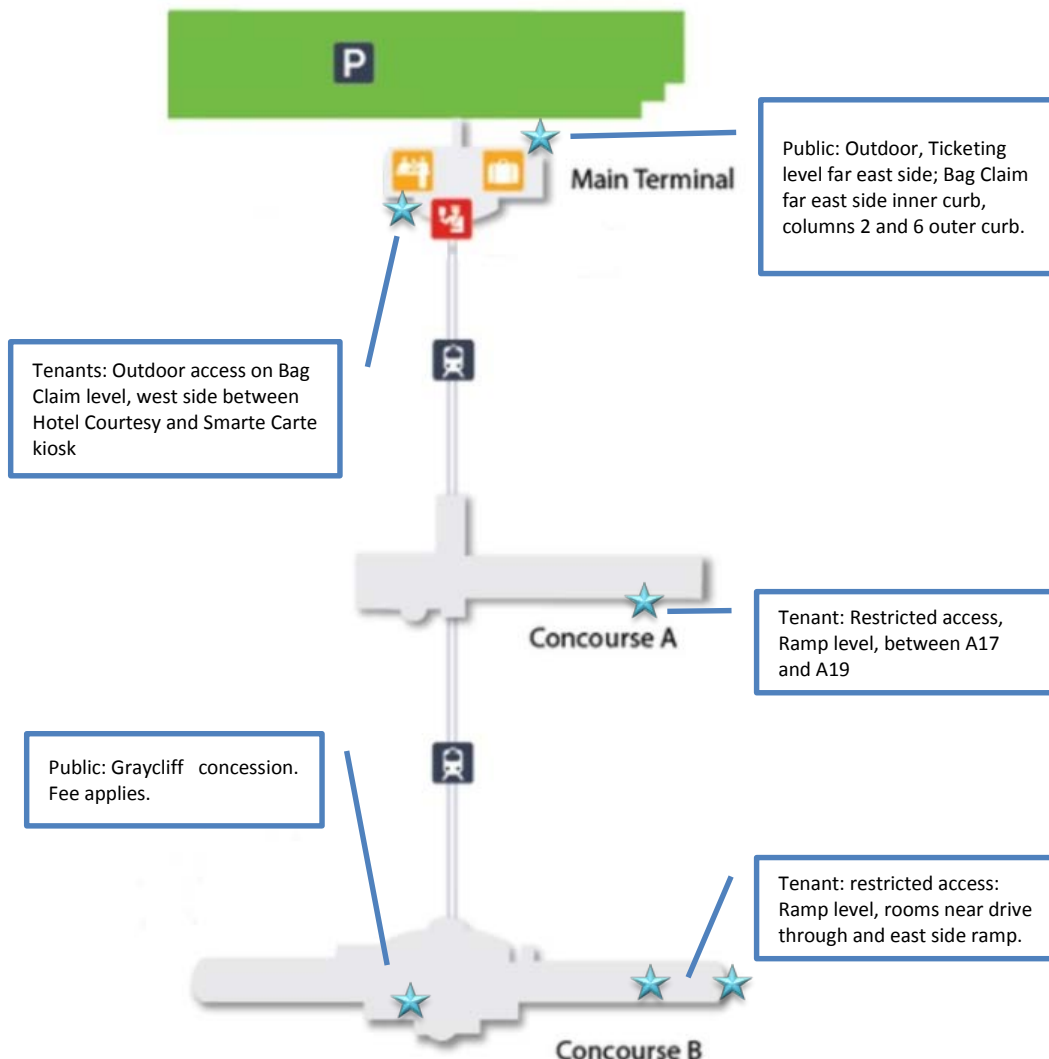 P
Public: Outdoor, Ticketing
level far east side; Bag Claim
far east side inner curb,
columns 2 and 6 outer curb.
Main Terminal
Tenants: Outdoor access on Bag
Claim level, west side between
Hotel Courtesy and Smarte Carte
kiosk
Tenant: Restricted access,
Ramp level, between A17
and A19
Concourse A
Public: Graycliff concession.
Fee applies.
Tenant: restricted access:
Ramp level, rooms near drive
through and east side ramp.
Concourse B